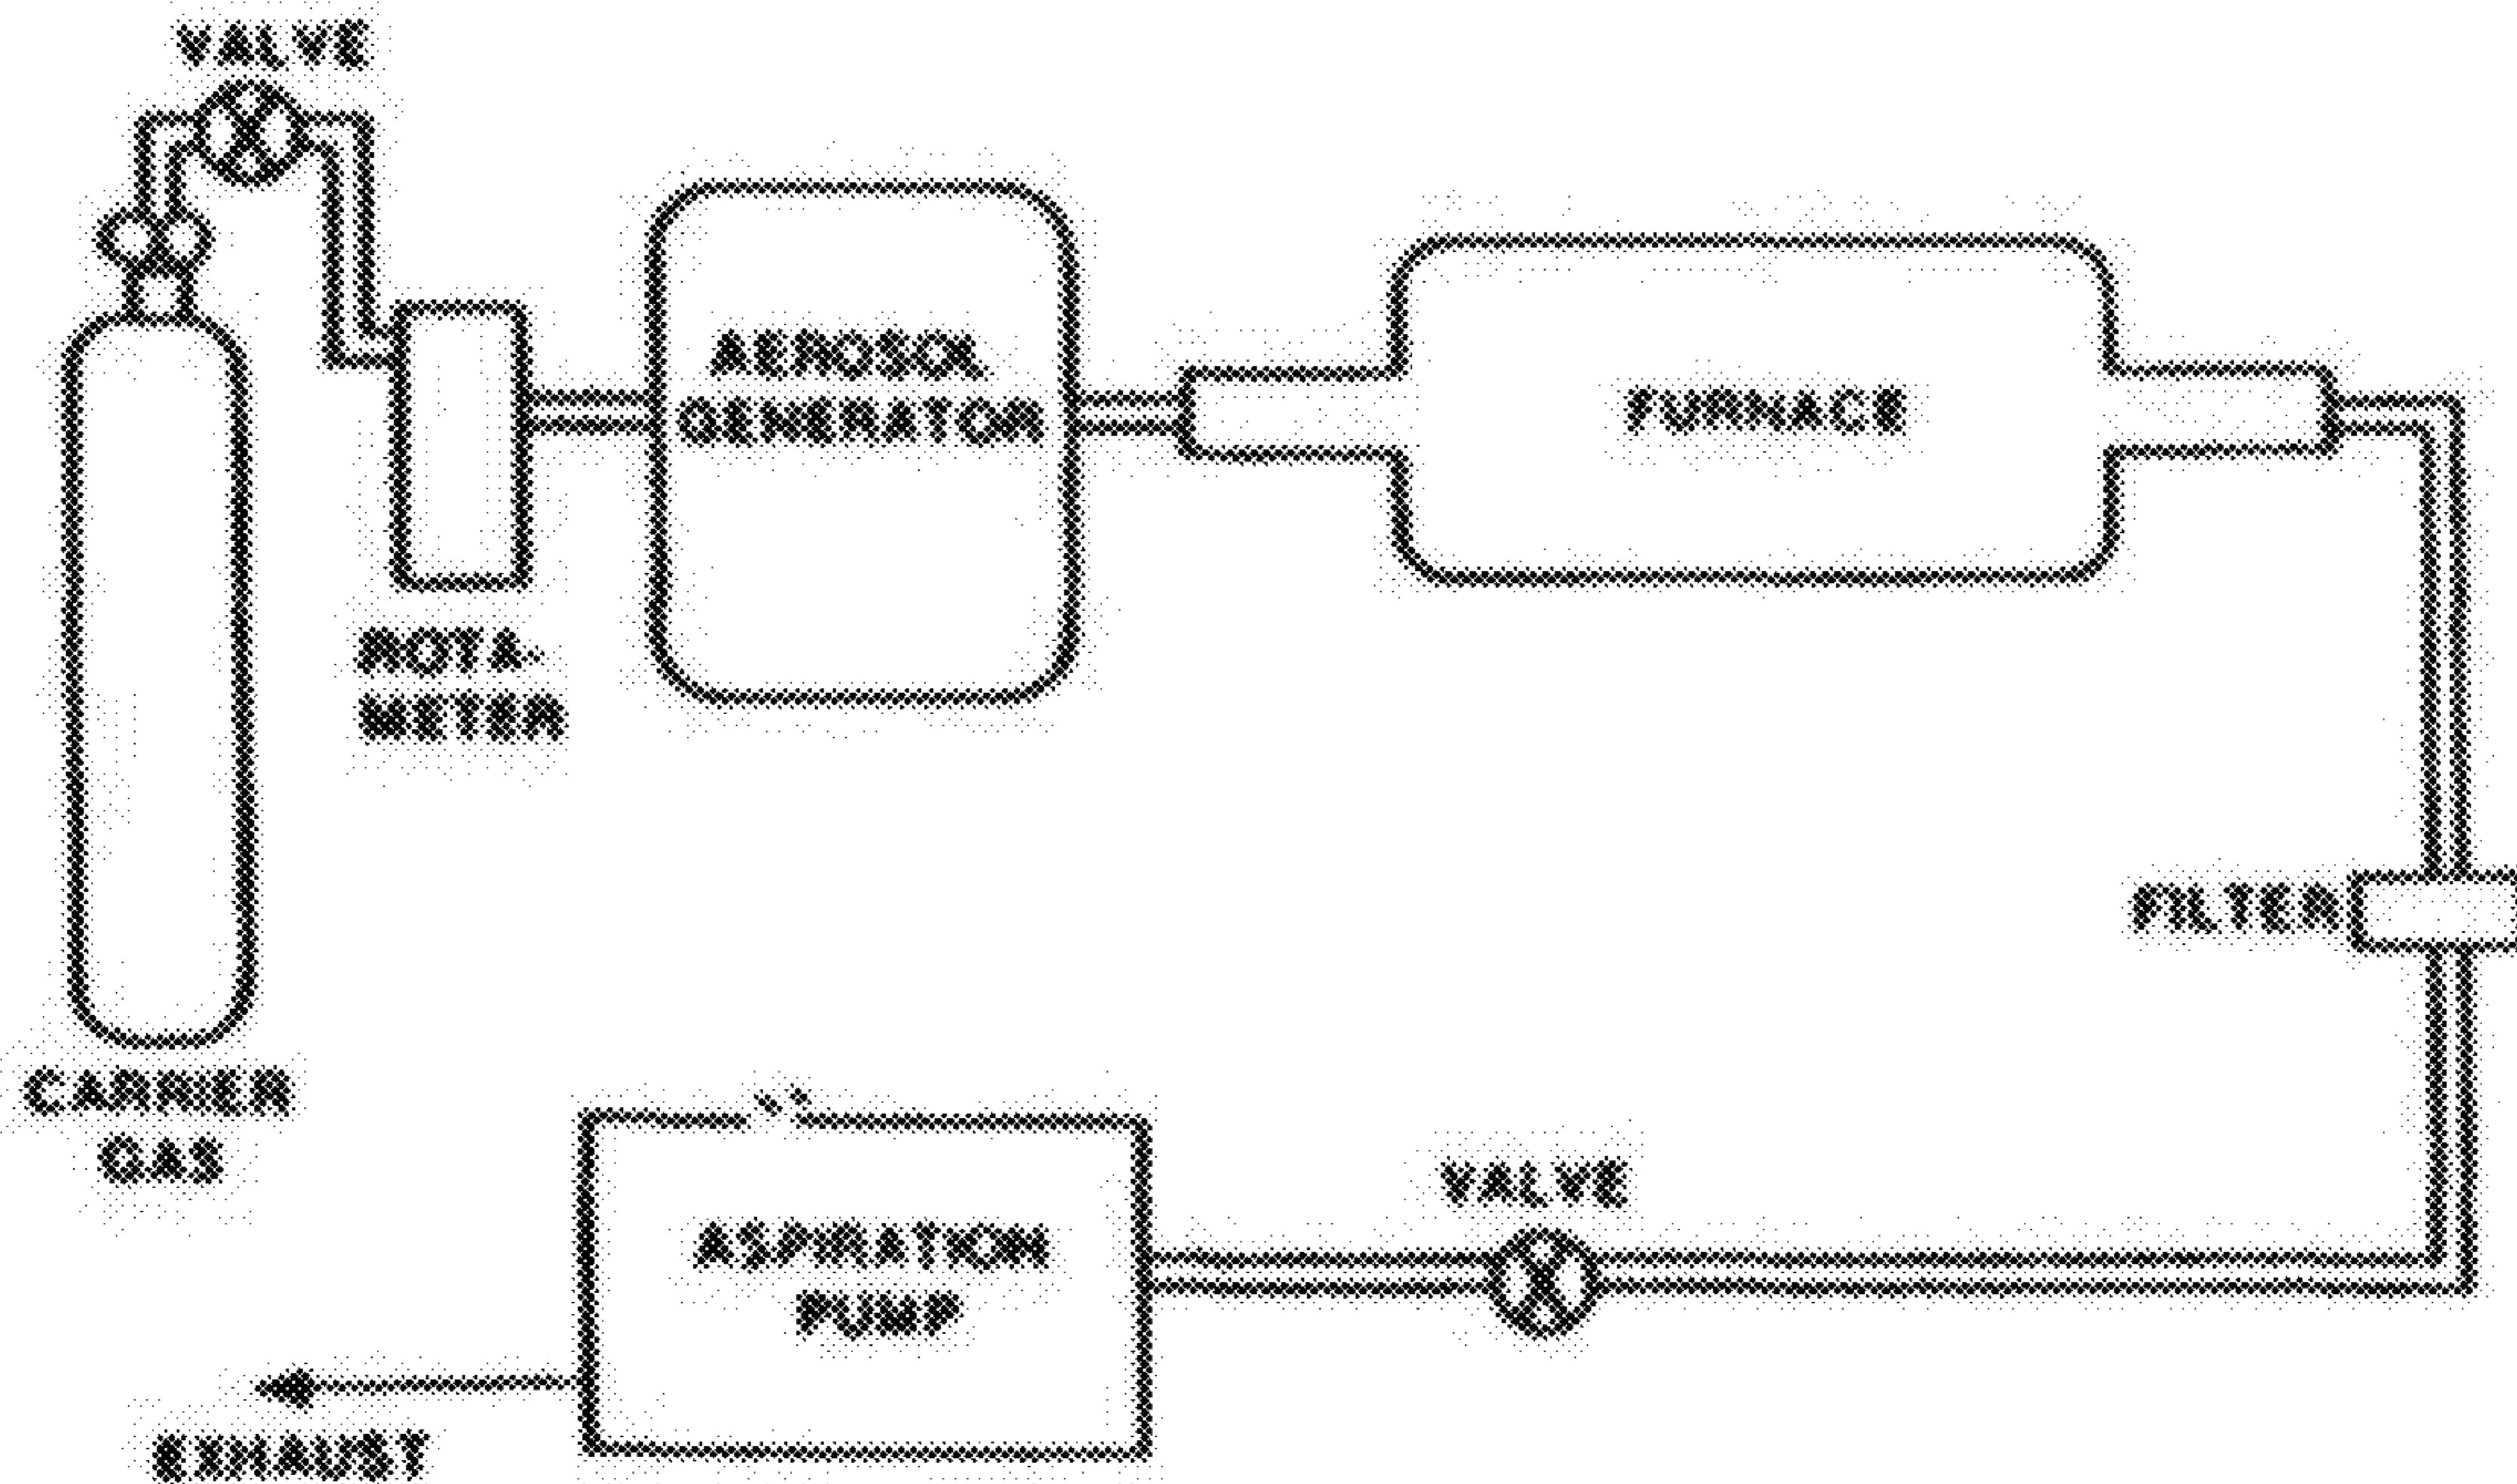 VALVE
AEROSOL
GENERATOR
FURNACE
ROTA-
METER
FILTER
CARRIER
GAS
VALVE
ASPIRATION
PUMP
EXHAUST